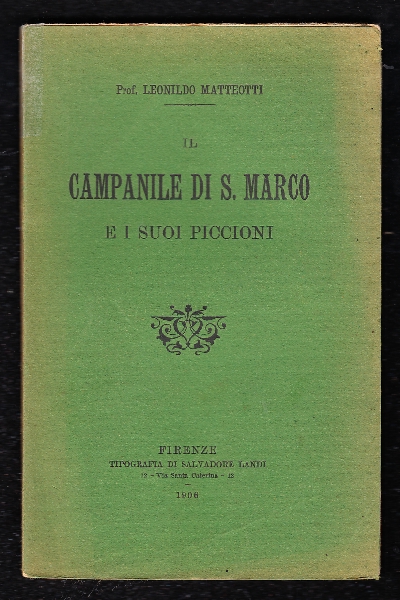 Prof. LEONILDO MATTEOTTI
IL
CAMPANILE DI S. MARCO
E I SUOI PICCIONI
FIRENZE
TIPOGRAFIA DI SALVADORE LANDI
12 - Via Santa Caterina - 12
1906